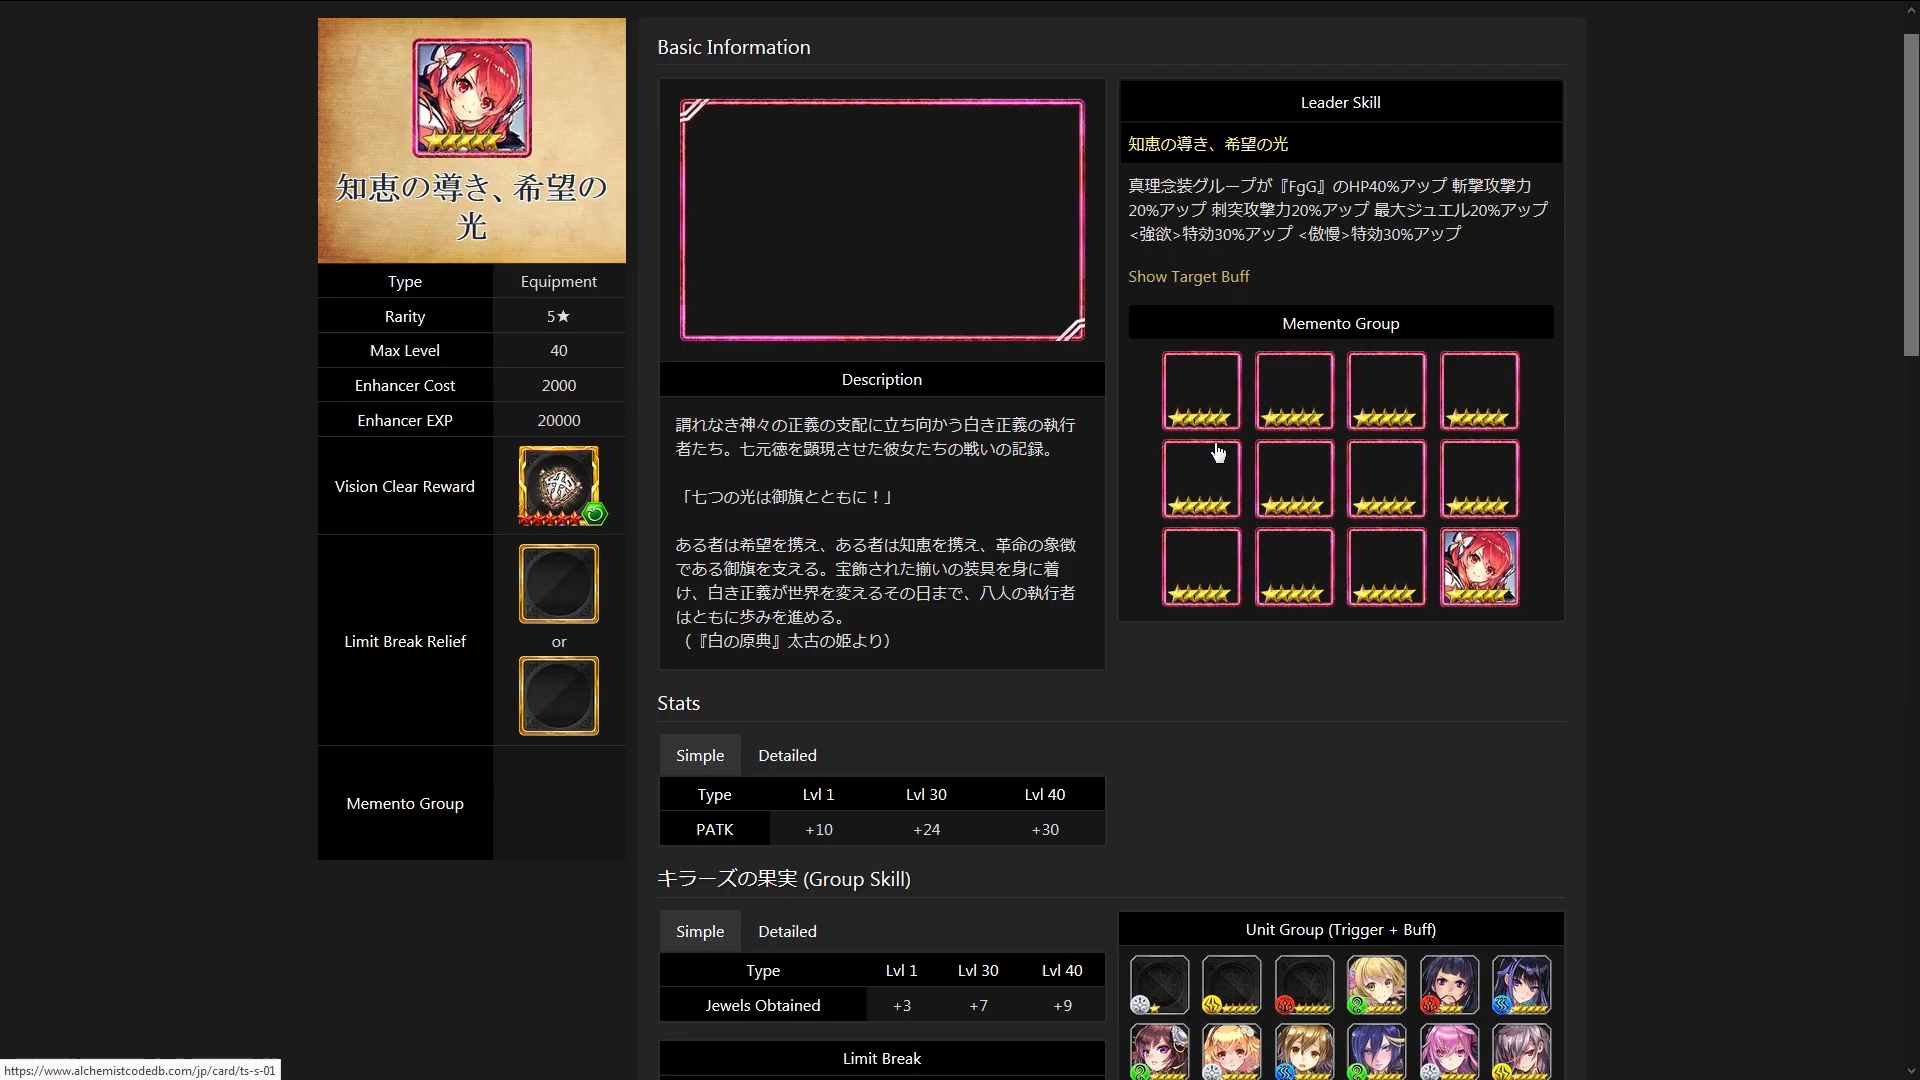 知恵の導き、希望の
光
Type Equipment
Rarity 5★
Max Level 40
Enhancer Cost 2000
Enhancer EXP 20000
Vision Clear Reward
Limit Break Relief or
Memento Group
Basic Information
Description
謂れなき神々の正義の支配に立ち向かう白き正義の執行
者たち。七元徳を顕現させた彼女たちの戦いの記録。
「七つの光は御旗とともに！」
ある者は希望を携え、ある者は知恵を携え、革命の象徴
である御旗を支える。宝飾された揃いの装具を身に着
け、白き正義が世界を変えるその日まで、八人の執行者
はともに歩みを進める。
（『白の原典』太古の姫より）
Leader Skill
知恵の導き、希望の光
真理念装グループが『FgG』のHP40%アップ 斬撃攻撃力
20%アップ 刺突攻撃力20%アップ 最大ジュエル20%アップ
<強欲>特効30%アップ <傲慢>特効30%アップ
Show Target Buff
Memento Group
Stats
Simple Detailed
Type Lvl 1 Lvl 30 Lvl 40
PATK +10 +24 +30
キラーズの果実 (Group Skill)
Simple Detailed
Type Lvl 1 Lvl 30 Lvl 40
Jewels Obtained +3 +7 +9
Limit Break
Unit Group (Trigger + Buff)
https://www.alchemistcodedb.com/jp/card/ts-s-01